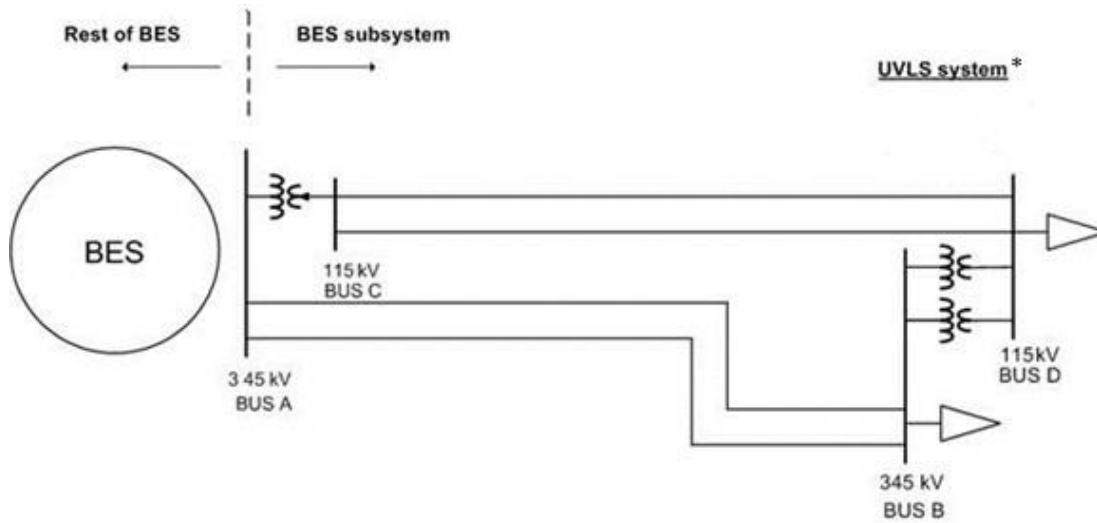 Rest of BES
BES subsystem
UVLS system*
BES
115 kV
BUS C
3 45 kV
BUS A
115kV
BUS D
345 kV
BUS B